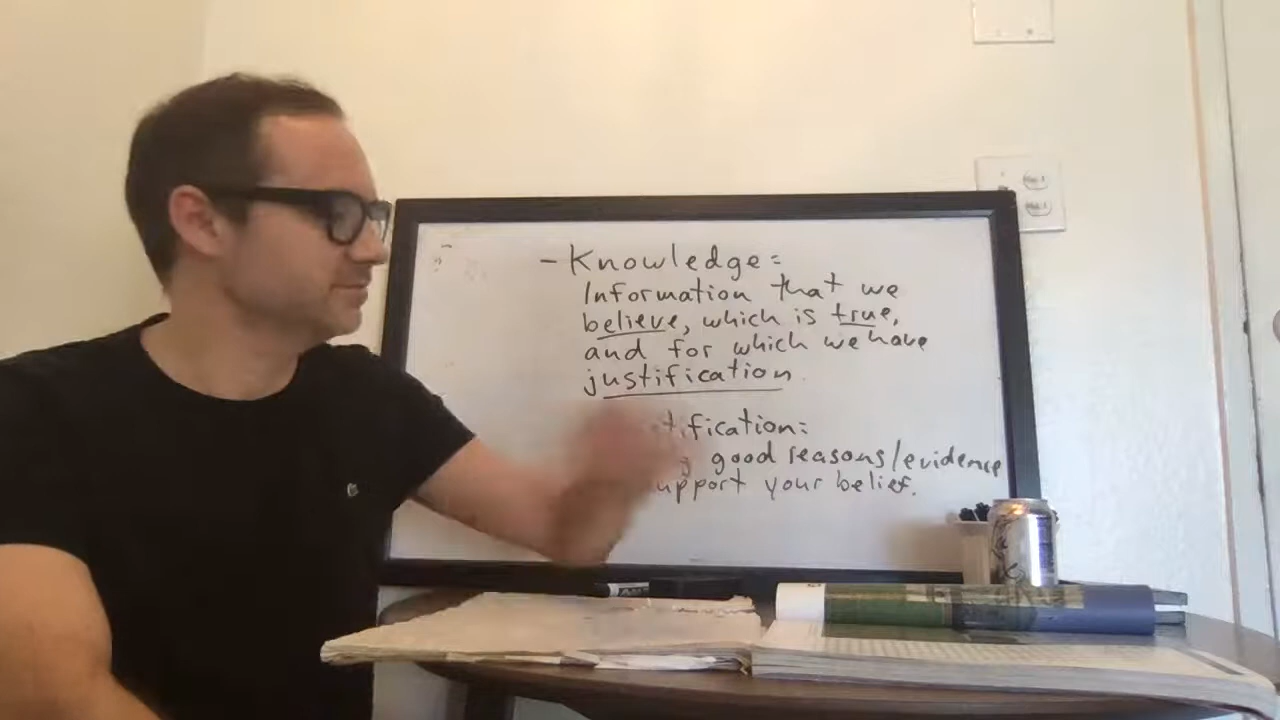 - Knowledge:
Information that we
believe, which is true,
and for which we have
justification.
tification:
good reasons/evidence
upport your belief.